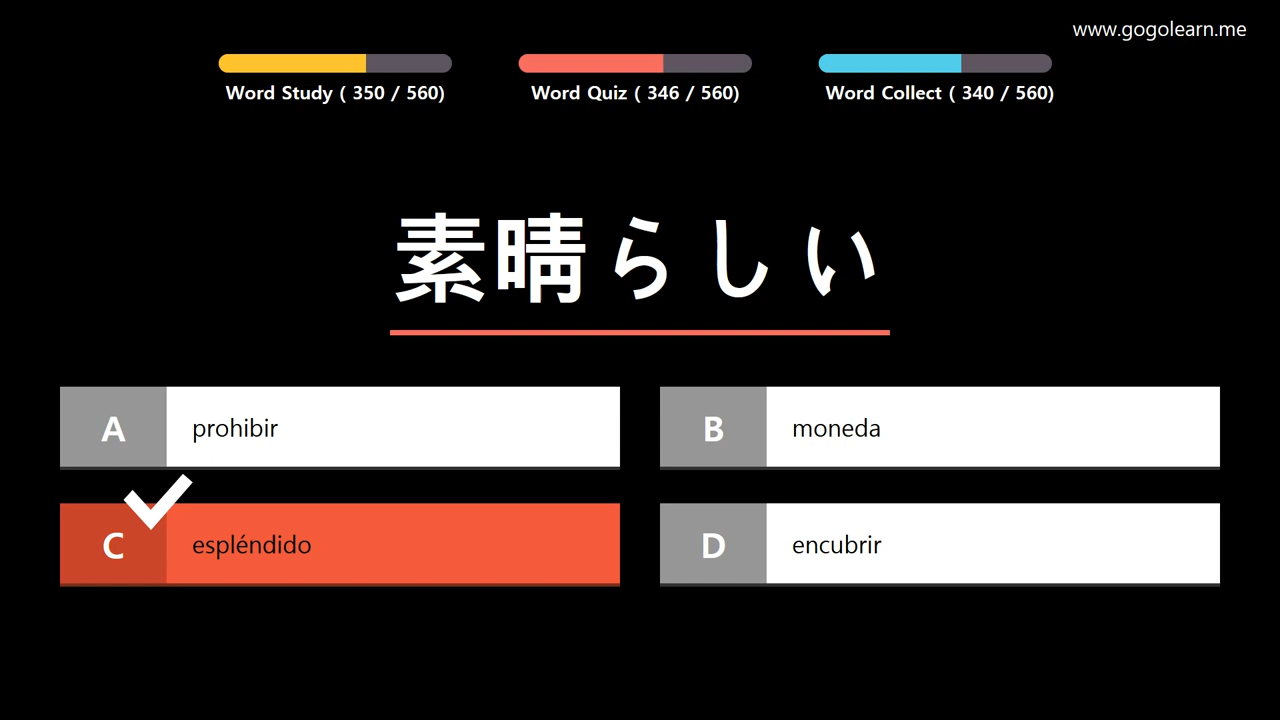 www.gogolearn.me
Word Study ( 350 / 560)
Word Quiz ( 346 / 560)
Word Collect ( 340 / 560)
素晴らしい
A
prohibir
B
moneda
C
espléndido
D
encubrir